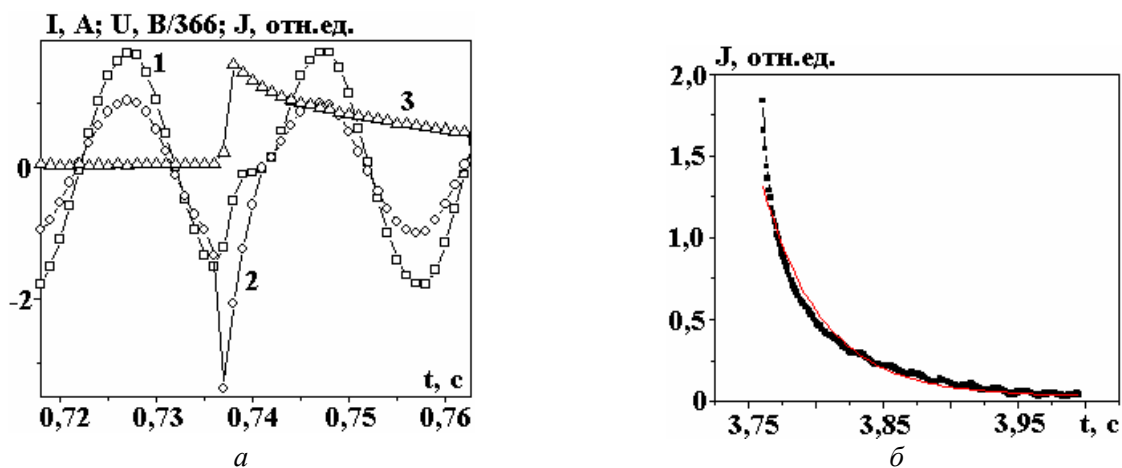 I, А; U, В/366; J, отн.ед.
1
3
0
2
-2
t, с
0,72 0,73 0,74 0,75 0,76
а
J, отн.ед.
2,0
1,5
1,0
0,5
0
3,75 3,85 3,95 t, с
б